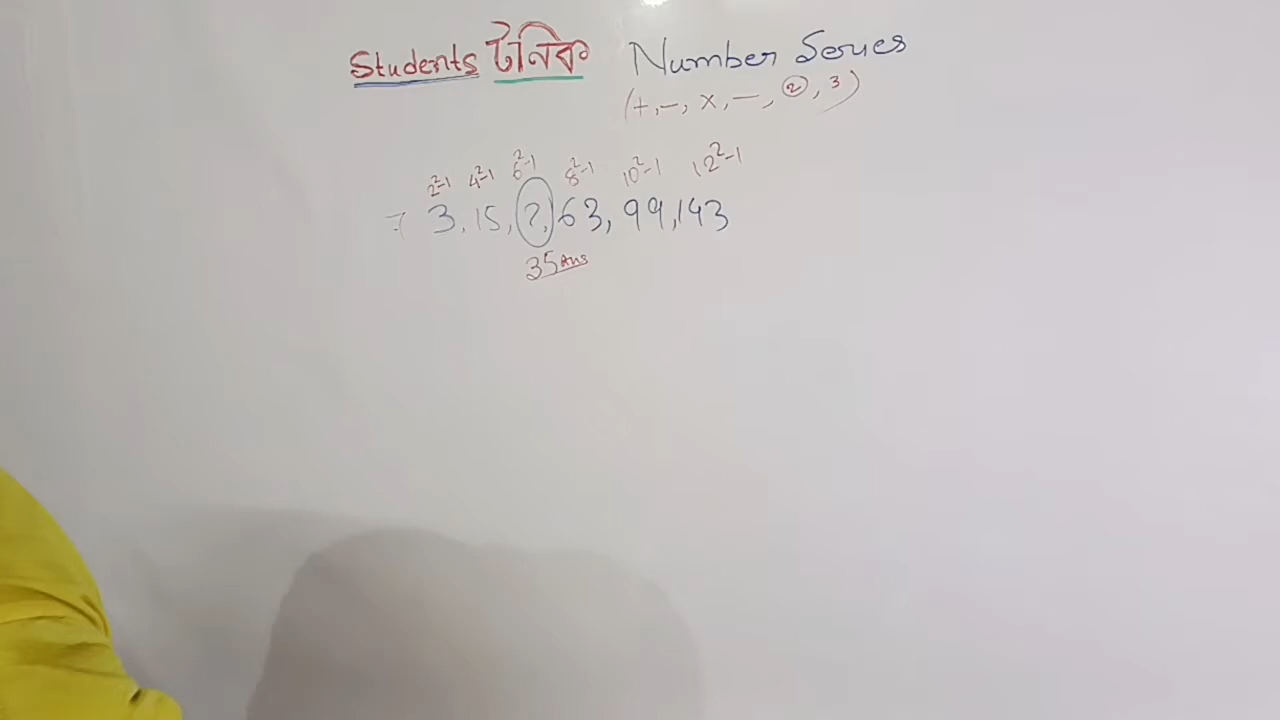 Students টনিক Number Series
(+, -, ×, -, ②, 3)
2²-1 4²-1 6²-1 8²-1 10²-1 12²-1
3, 15, ?, 63, 99, 143
35 Ans